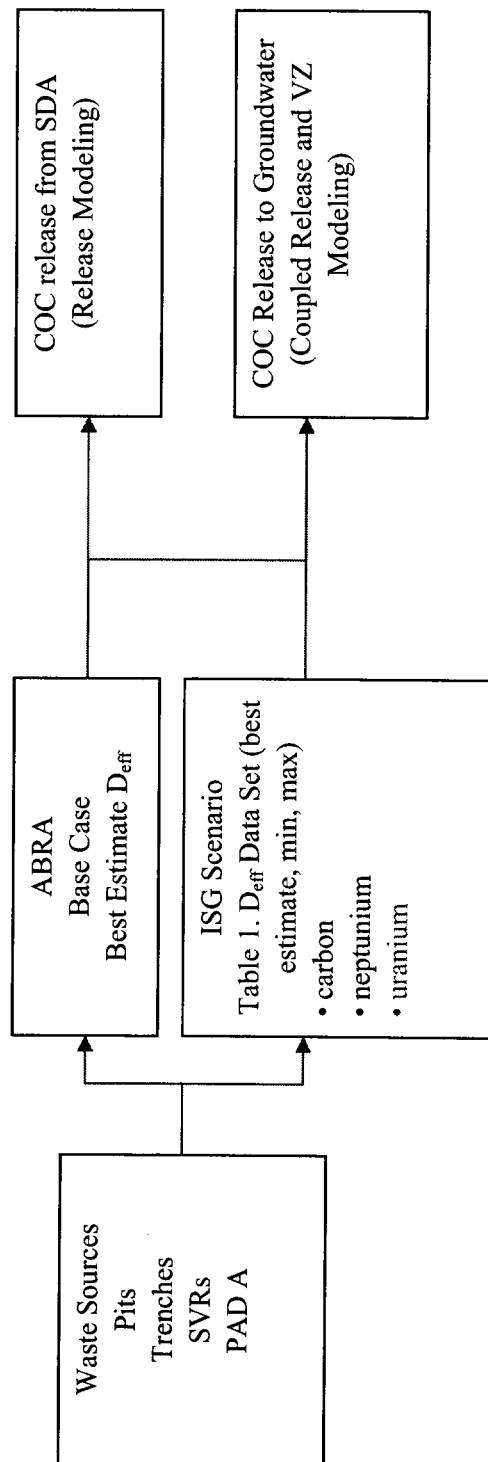 Waste Sources
Pits
Trenches
SVRs
PAD A
ABRA
Base Case
Best Estimate D_eff
ISG Scenario
Table 1. D_eff Data Set (best
estimate, min, max)
• carbon
• neptunium
• uranium
COC release from SDA
(Release Modeling)
COC Release to Groundwater
(Coupled Release and VZ
Modeling)